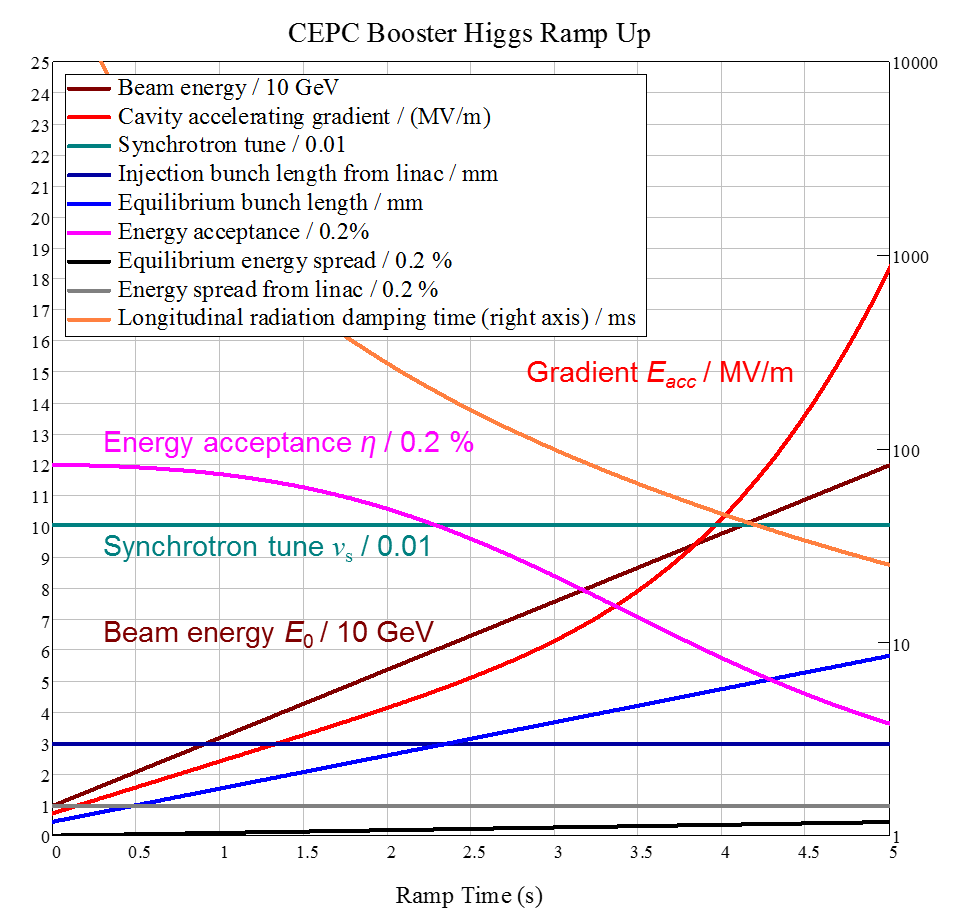 CEPC Booster Higgs Ramp Up
25
24
23
22
21
20
19
18
17
16
15
14
13
12
11
10
9
8
7
6
5
4
3
2
1
0
Beam energy / 10 GeV
Cavity accelerating gradient / (MV/m)
Synchrotron tune / 0.01
Injection bunch length from linac / mm
Equilibrium bunch length / mm
Energy acceptance / 0.2%
Equilibrium energy spread / 0.2 %
Energy spread from linac / 0.2 %
Longitudinal radiation damping time (right axis) / ms
Gradient Eacc / MV/m
Energy acceptance η / 0.2 %
Synchrotron tune νs / 0.01
Beam energy E0 / 10 GeV
10000
1000
100
10
1
0 0.5 1 1.5 2 2.5 3 3.5 4 4.5 5
Ramp Time (s)